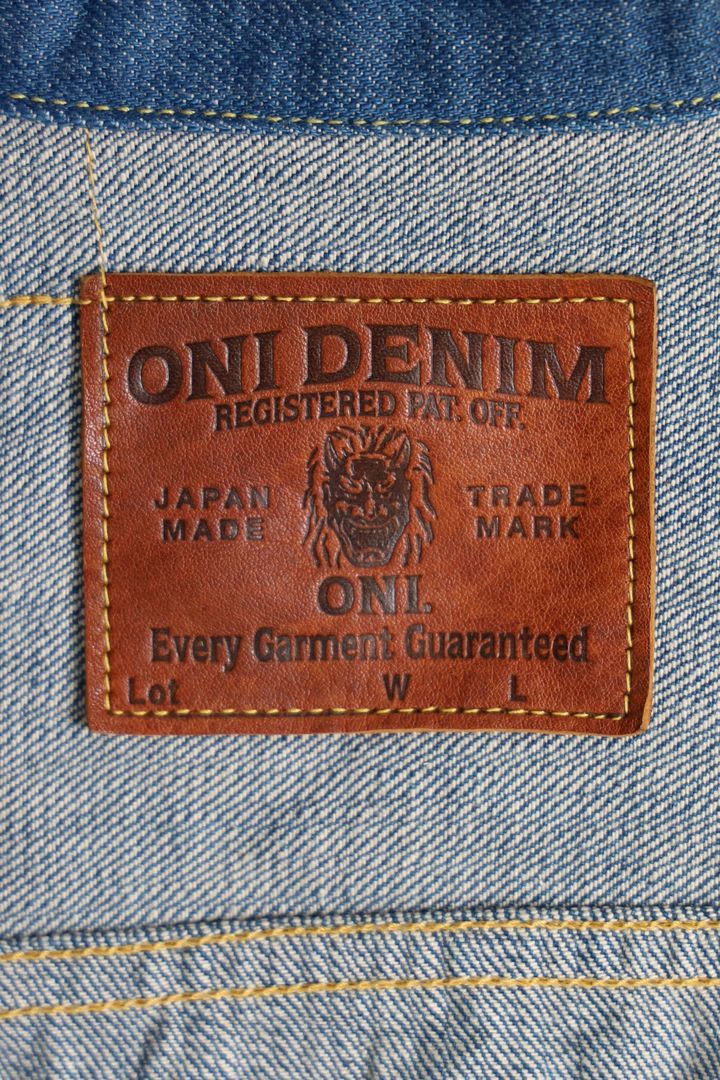 ONI DENIM
REGISTERED PAT. OFF.
JAPAN MADE
TRADE MARK
ONI.
Every Garment Guaranteed
Lot W L